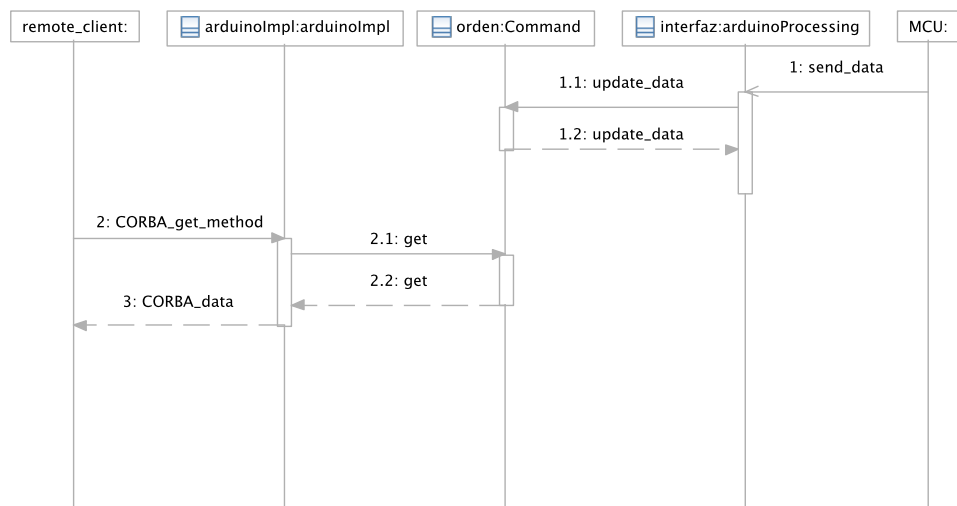 remote_client:
arduinoImpl:arduinoImpl
orden:Command
interfaz:arduinoProcessing
MCU:
1: send_data
1.1: update_data
1.2: update_data
2: CORBA_get_method
2.1: get
2.2: get
3: CORBA_data